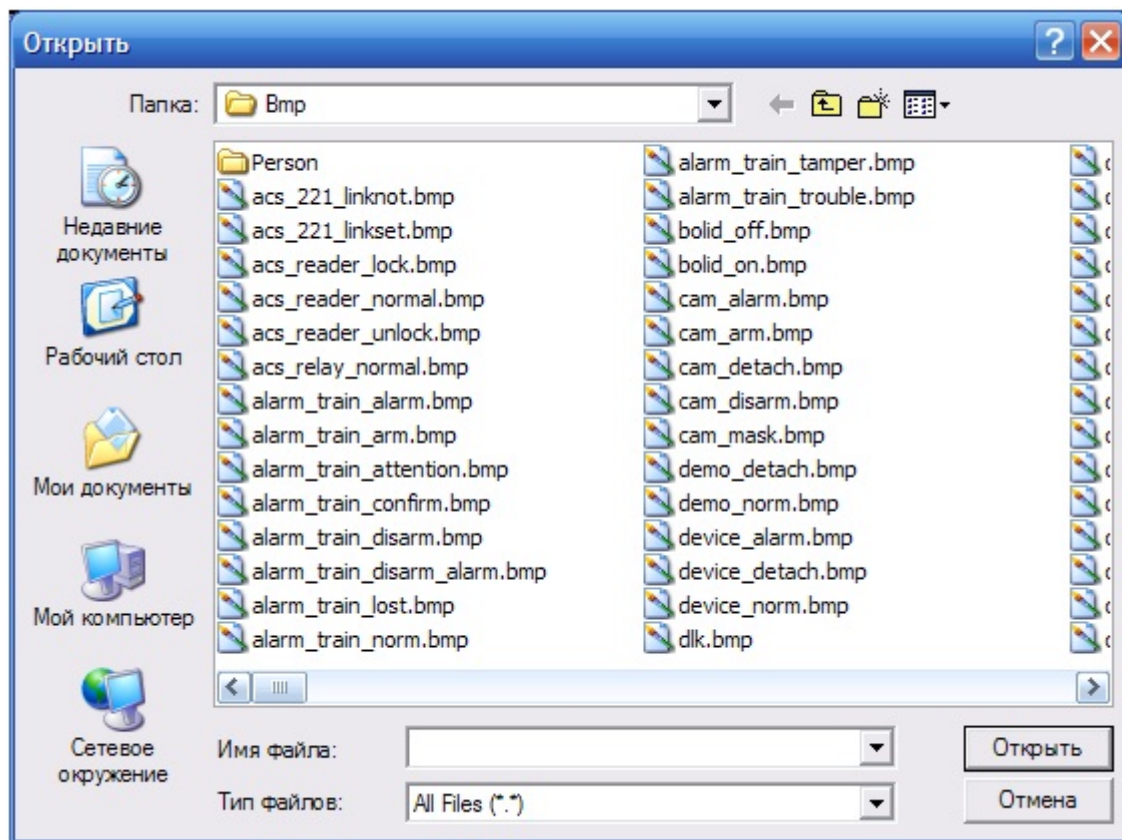 Открыть
Папка:
Bmp
Недавние
документы
Рабочий стол
Мои документы
Мой компьютер
Сетевое
окружение
Person
acs_221_linknot.bmp
acs_221_linkset.bmp
acs_reader_lock.bmp
acs_reader_normal.bmp
acs_reader_unlock.bmp
acs_relay_normal.bmp
alarm_train_alarm.bmp
alarm_train_arm.bmp
alarm_train_attention.bmp
alarm_train_confirm.bmp
alarm_train_disarm.bmp
alarm_train_disarm_alarm.bmp
alarm_train_lost.bmp
alarm_train_norm.bmp
alarm_train_tamper.bmp
alarm_train_trouble.bmp
bolid_off.bmp
bolid_on.bmp
cam_alarm.bmp
cam_arm.bmp
cam_detach.bmp
cam_disarm.bmp
cam_mask.bmp
demo_detach.bmp
demo_norm.bmp
device_alarm.bmp
device_detach.bmp
device_norm.bmp
dlk.bmp
Имя файла:
Открыть
Тип файлов:
All Files (*.*)
Отмена